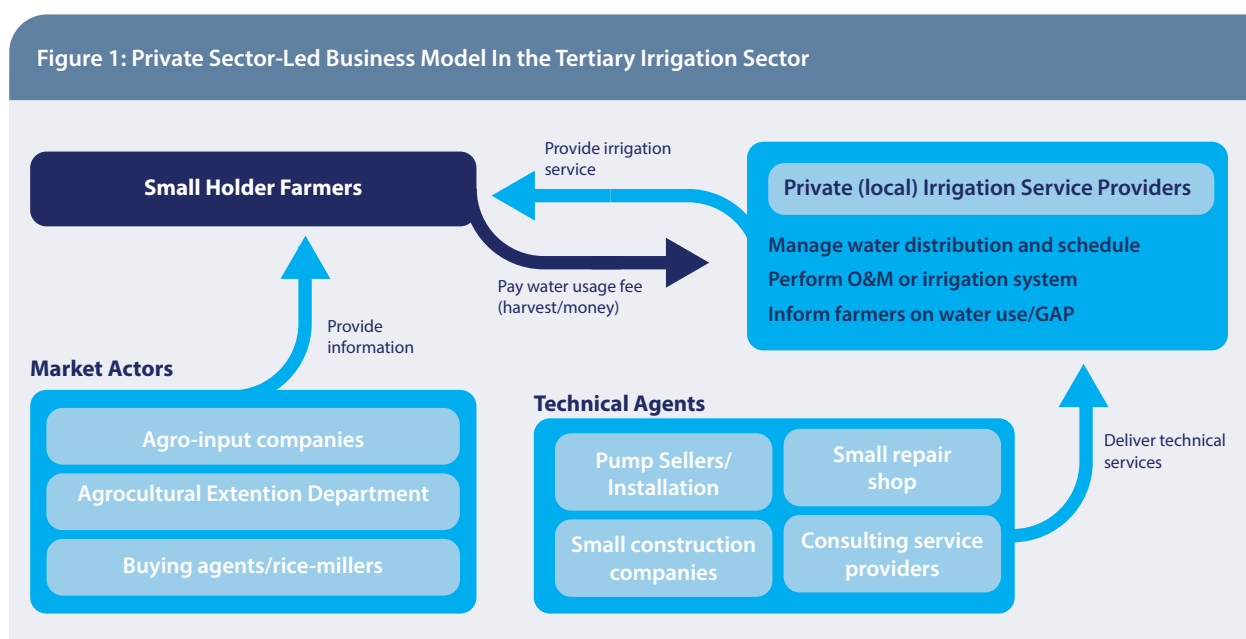 Figure 1: Private Sector-Led Business Model In the Tertiary Irrigation Sector
Small Holder Farmers
Provide irrigation
service
Pay water usage fee
(harvest/money)
Private (local) Irrigation Service Providers
Manage water distribution and schedule
Perform O&M or irrigation system
Inform farmers on water use/GAP
Provide
information
Market Actors
Agro-input companies
Agrocultural Extention Department
Buying agents/rice-millers
Technical Agents
Pump Sellers/
Installation
Small repair
shop
Small construction
companies
Consulting service
providers
Deliver technical
services